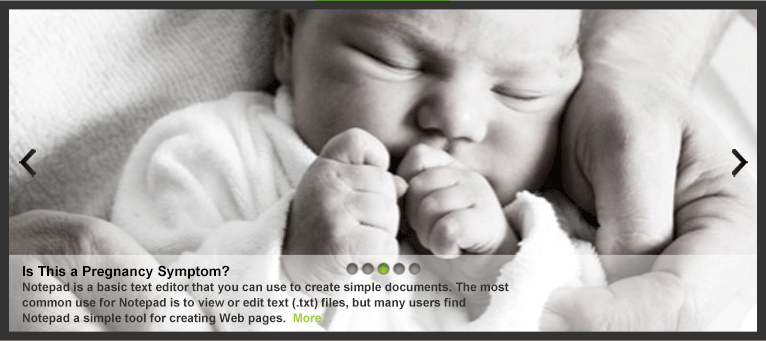 Is This a Pregnancy Symptom?
Notepad is a basic text editor that you can use to create simple documents. The most
common use for Notepad is to view or edit text (.txt) files, but many users find
Notepad a simple tool for creating Web pages.  More